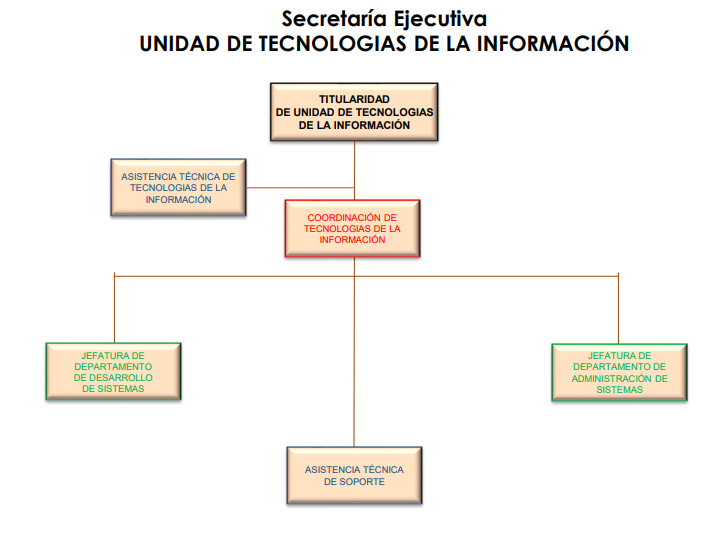 Secretaría Ejecutiva
UNIDAD DE TECNOLOGIAS DE LA INFORMACIÓN
TITULARIDAD
DE UNIDAD DE TECNOLOGIAS
DE LA INFORMACIÓN
ASISTENCIA TÉCNICA DE
TECNOLOGIAS DE LA
INFORMACIÓN
COORDINACIÓN DE
TECNOLOGIAS DE LA
INFORMACIÓN
JEFATURA DE
DEPARTAMENTO
DE DESARROLLO
DE SISTEMAS
JEFATURA DE
DEPARTAMENTO DE
ADMINISTRACIÓN DE
SISTEMAS
ASISTENCIA TÉCNICA
DE SOPORTE